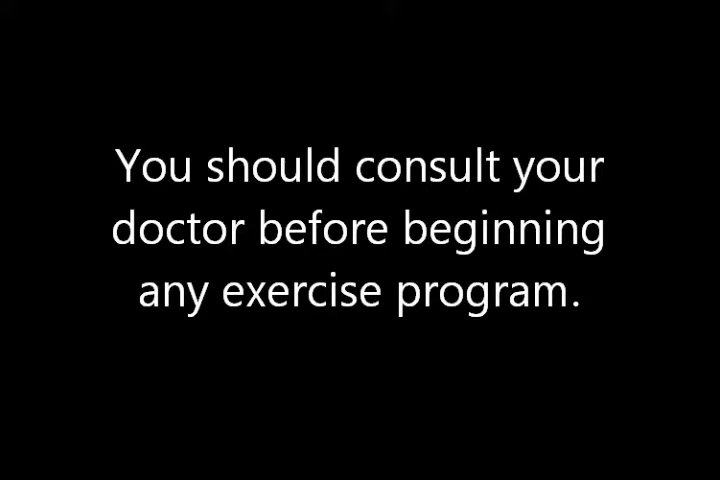 You should consult your
doctor before beginning
any exercise program.